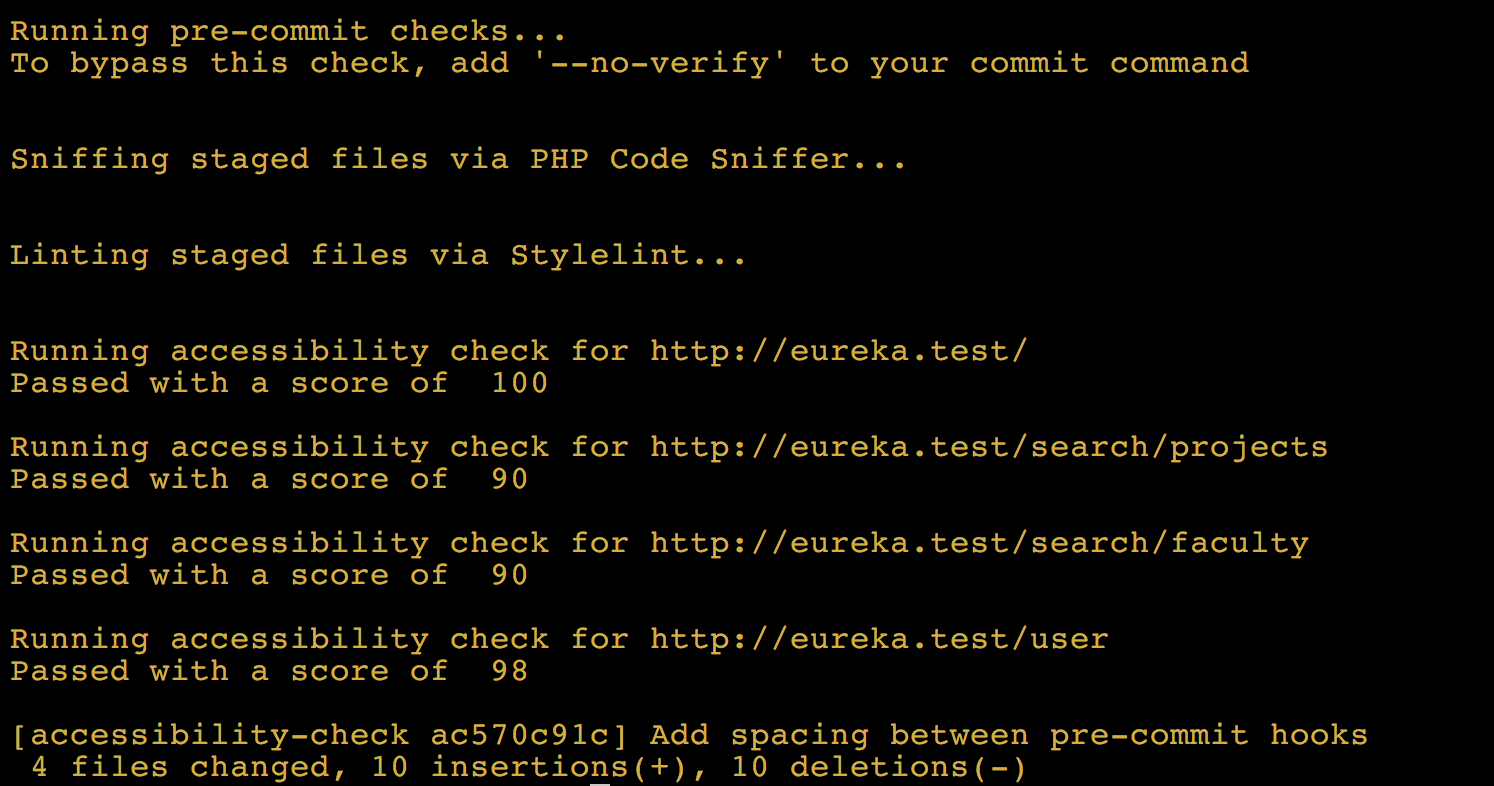 Running pre-commit checks...
To bypass this check, add '--no-verify' to your commit command
Sniffing staged files via PHP Code Sniffer...
Linting staged files via Stylelint...
Running accessibility check for http://eureka.test/
Passed with a score of  100
Running accessibility check for http://eureka.test/search/projects
Passed with a score of  90
Running accessibility check for http://eureka.test/search/faculty
Passed with a score of  90
Running accessibility check for http://eureka.test/user
Passed with a score of  98
[accessibility-check ac570c91c] Add spacing between pre-commit hooks
 4 files changed, 10 insertions(+), 10 deletions(-)